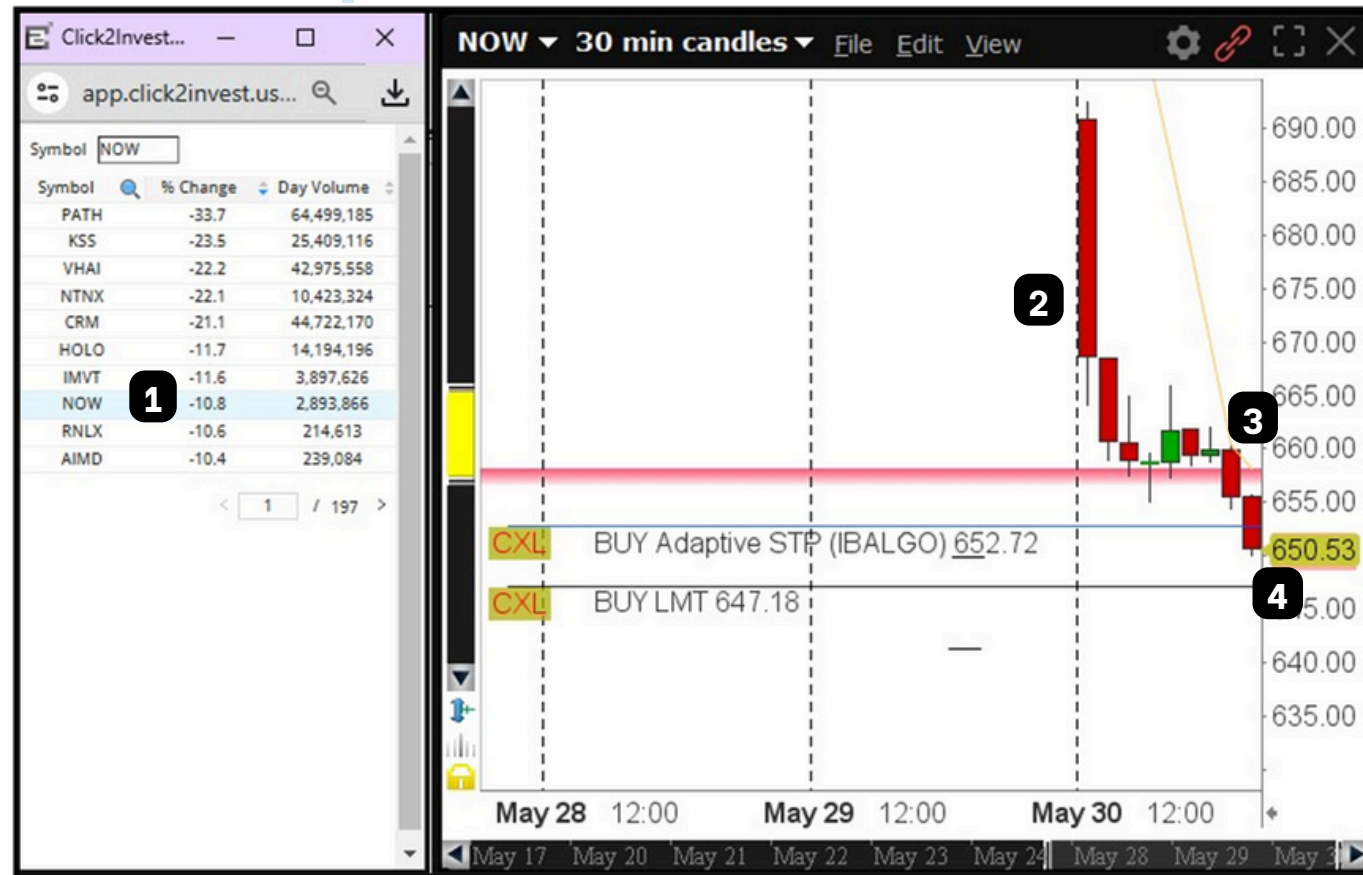 Click2Invest...
app.click2invest.us...
Symbol NOW
Symbol % Change Day Volume
PATH -33.7 64,499,185
KSS -23.5 25,409,116
VHAI -22.2 42,975,558
NTNX -22.1 10,423,324
CRM -21.1 44,722,170
HOLO -11.7 14,194,196
IMVT -11.6 3,897,626
NOW 1 -10.8 2,893,866
RNLX -10.6 214,613
AIMD -10.4 239,084
< 1 / 197 >
NOW 30 min candles File Edit View
690.00
685.00
680.00
675.00
2
670.00
665.00
3
660.00
655.00
CXL BUY Adaptive STP (IBALGO) 652.72
650.53
CXL BUY LMT 647.18
4 5.00
640.00
635.00
May 28 12:00 May 29 12:00 May 30 12:00
May 17 May 20 May 21 May 22 May 23 May 24 May 28 May 29 May 3